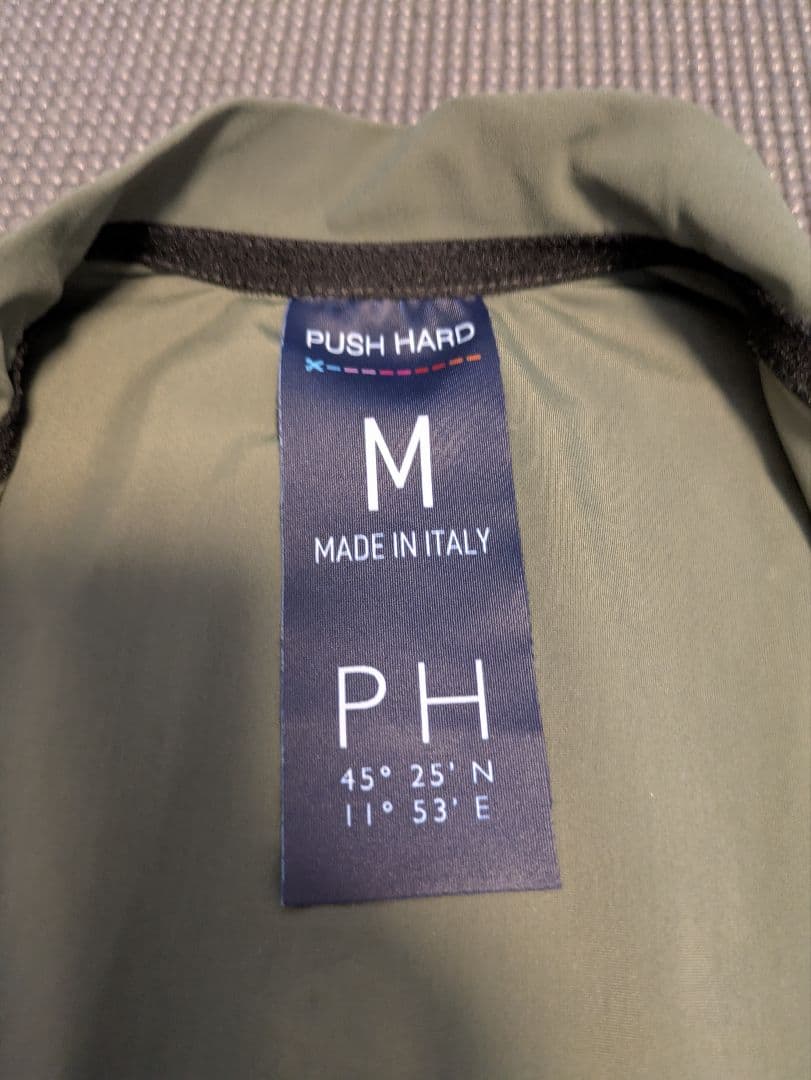 PUSH HARD
M
MADE IN ITALY
PH
45° 25' N
11° 53' E